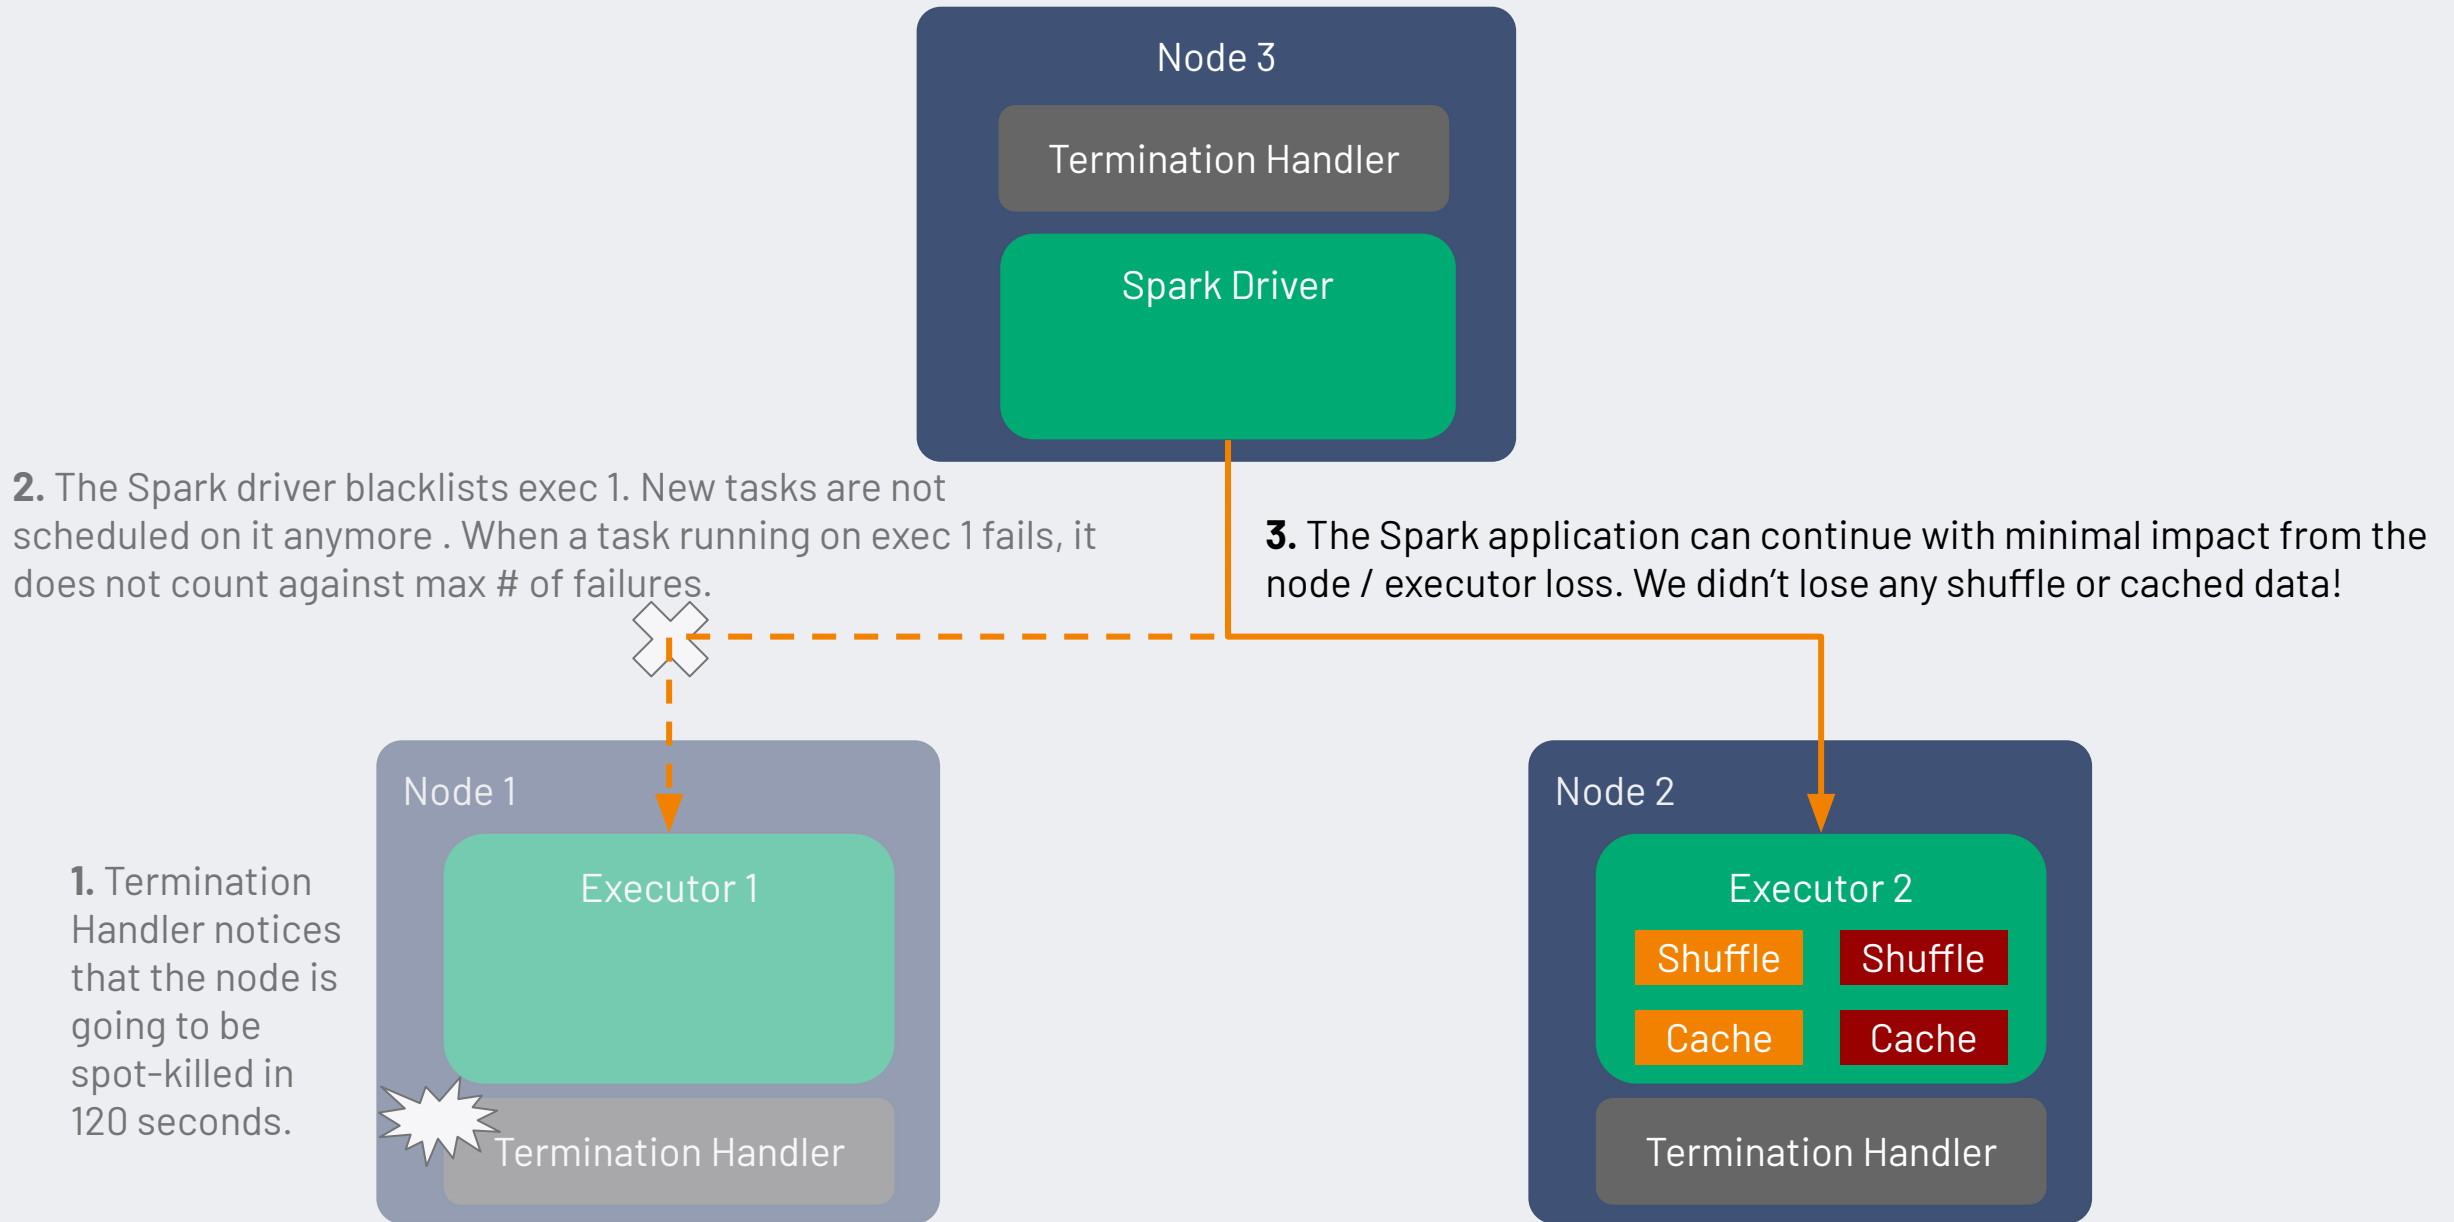 Node 3
Termination Handler
Spark Driver
2. The Spark driver blacklists exec 1. New tasks are not
scheduled on it anymore . When a task running on exec 1 fails, it
does not count against max # of failures.
3. The Spark application can continue with minimal impact from the
node / executor loss. We didn’t lose any shuffle or cached data!
1. Termination
Handler notices
that the node is
going to be
spot-killed in
120 seconds.
Node 1
Executor 1
Termination Handler
Node 2
Executor 2
Shuffle
Shuffle
Cache
Cache
Termination Handler